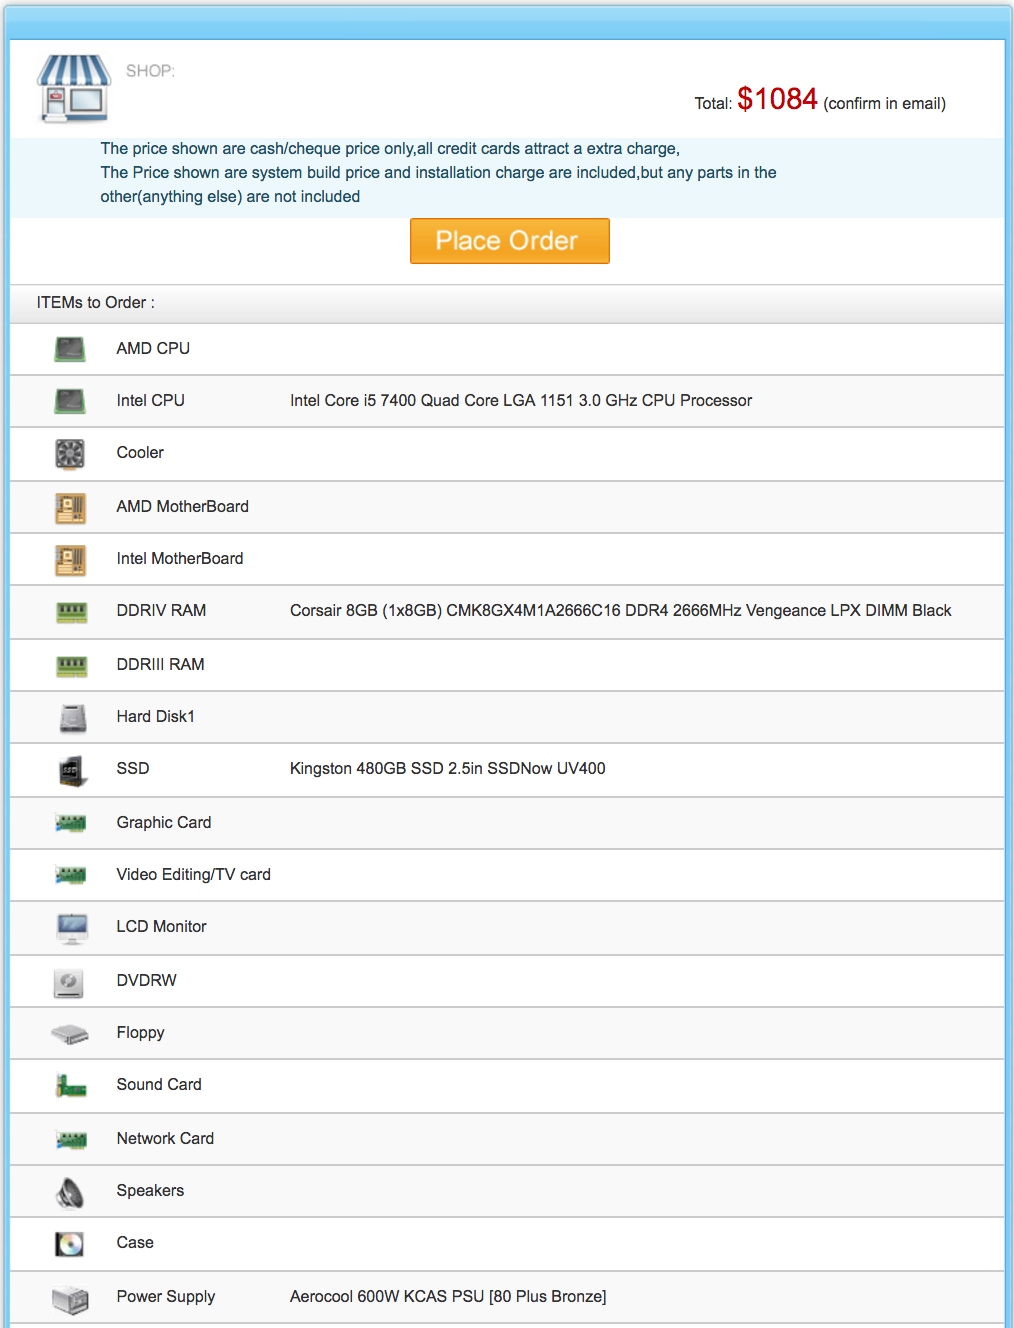 SHOP:
Total: $1084 (confirm in email)
The price shown are cash/cheque price only,all credit cards attract a extra charge,
The Price shown are system build price and installation charge are included,but any parts in the
other(anything else) are not included
Place Order
ITEMs to Order :
AMD CPU
Intel CPU Intel Core i5 7400 Quad Core LGA 1151 3.0 GHz CPU Processor
Cooler
AMD MotherBoard
Intel MotherBoard
DDRIV RAM Corsair 8GB (1x8GB) CMK8GX4M1A2666C16 DDR4 2666MHz Vengeance LPX DIMM Black
DDRIII RAM
Hard Disk1
SSD Kingston 480GB SSD 2.5in SSDNow UV400
Graphic Card
Video Editing/TV card
LCD Monitor
DVDRW
Floppy
Sound Card
Network Card
Speakers
Case
Power Supply Aerocool 600W KCAS PSU [80 Plus Bronze]